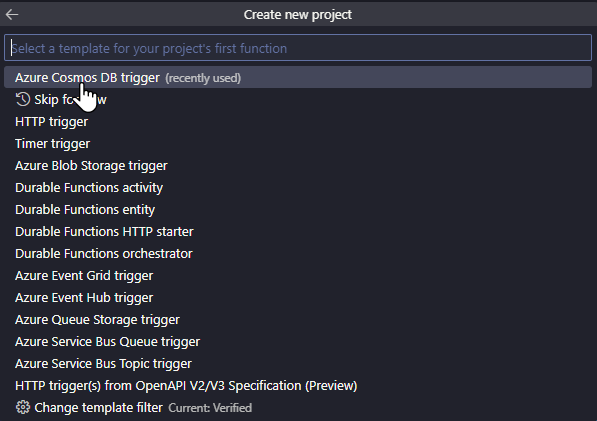 Create new project
Select a template for your project's first function
Azure Cosmos DB trigger (recently used)
Skip for now
HTTP trigger
Timer trigger
Azure Blob Storage trigger
Durable Functions activity
Durable Functions entity
Durable Functions HTTP starter
Durable Functions orchestrator
Azure Event Grid trigger
Azure Event Hub trigger
Azure Queue Storage trigger
Azure Service Bus Queue trigger
Azure Service Bus Topic trigger
HTTP trigger(s) from OpenAPI V2/V3 Specification (Preview)
Change template filter Current: Verified